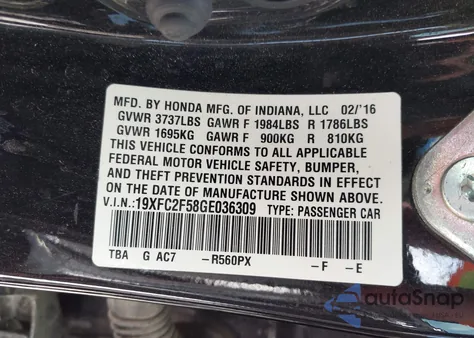 MFD. BY HONDA MFG. OF INDIANA, LLC 02/'16
GVWR 3737LBS GAWR F 1984LBS R 1786LBS
GVWR 1695KG GAWR F 900KG R 810KG
THIS VEHICLE CONFORMS TO ALL APPLICABLE
FEDERAL MOTOR VEHICLE SAFETY, BUMPER,
AND THEFT PREVENTION STANDARDS IN EFFECT
ON THE DATE OF MANUFACTURE SHOWN ABOVE.
V.I.N.:19XFC2F58GE036309 TYPE: PASSENGER CAR
TBA G AC7 –R560PX –F –E
autoSnap